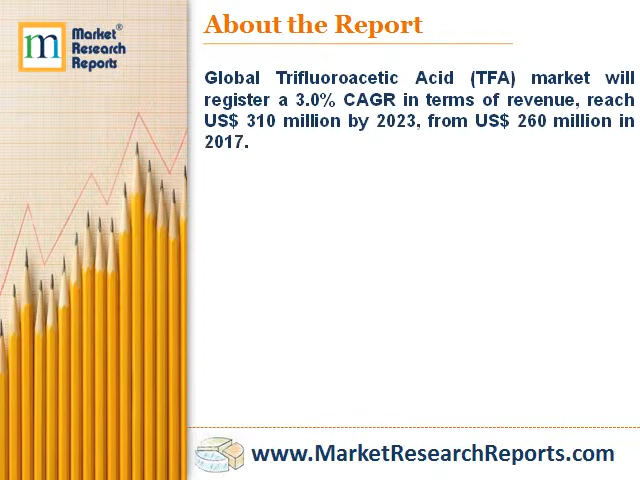 m
Market®
Research
Reports
About the Report
Global Trifluoroacetic Acid (TFA) market will
register a 3.0% CAGR in terms of revenue, reach
US$ 310 million by 2023, from US$ 260 million in
2017.
www.MarketResearchReports.com